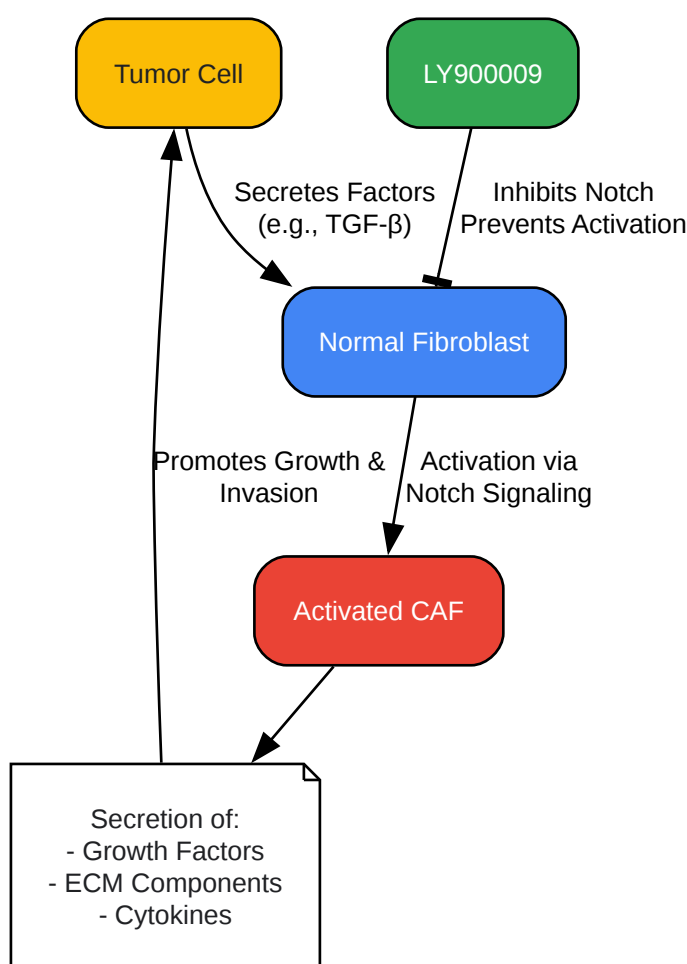 Tumor Cell
LY900009
Secretes Factors
(e.g., TGF-β)
Inhibits Notch
Prevents Activation
Normal Fibroblast
Promotes Growth &
Invasion
Activation via
Notch Signaling
Activated CAF
Secretion of:
- Growth Factors
- ECM Components
- Cytokines